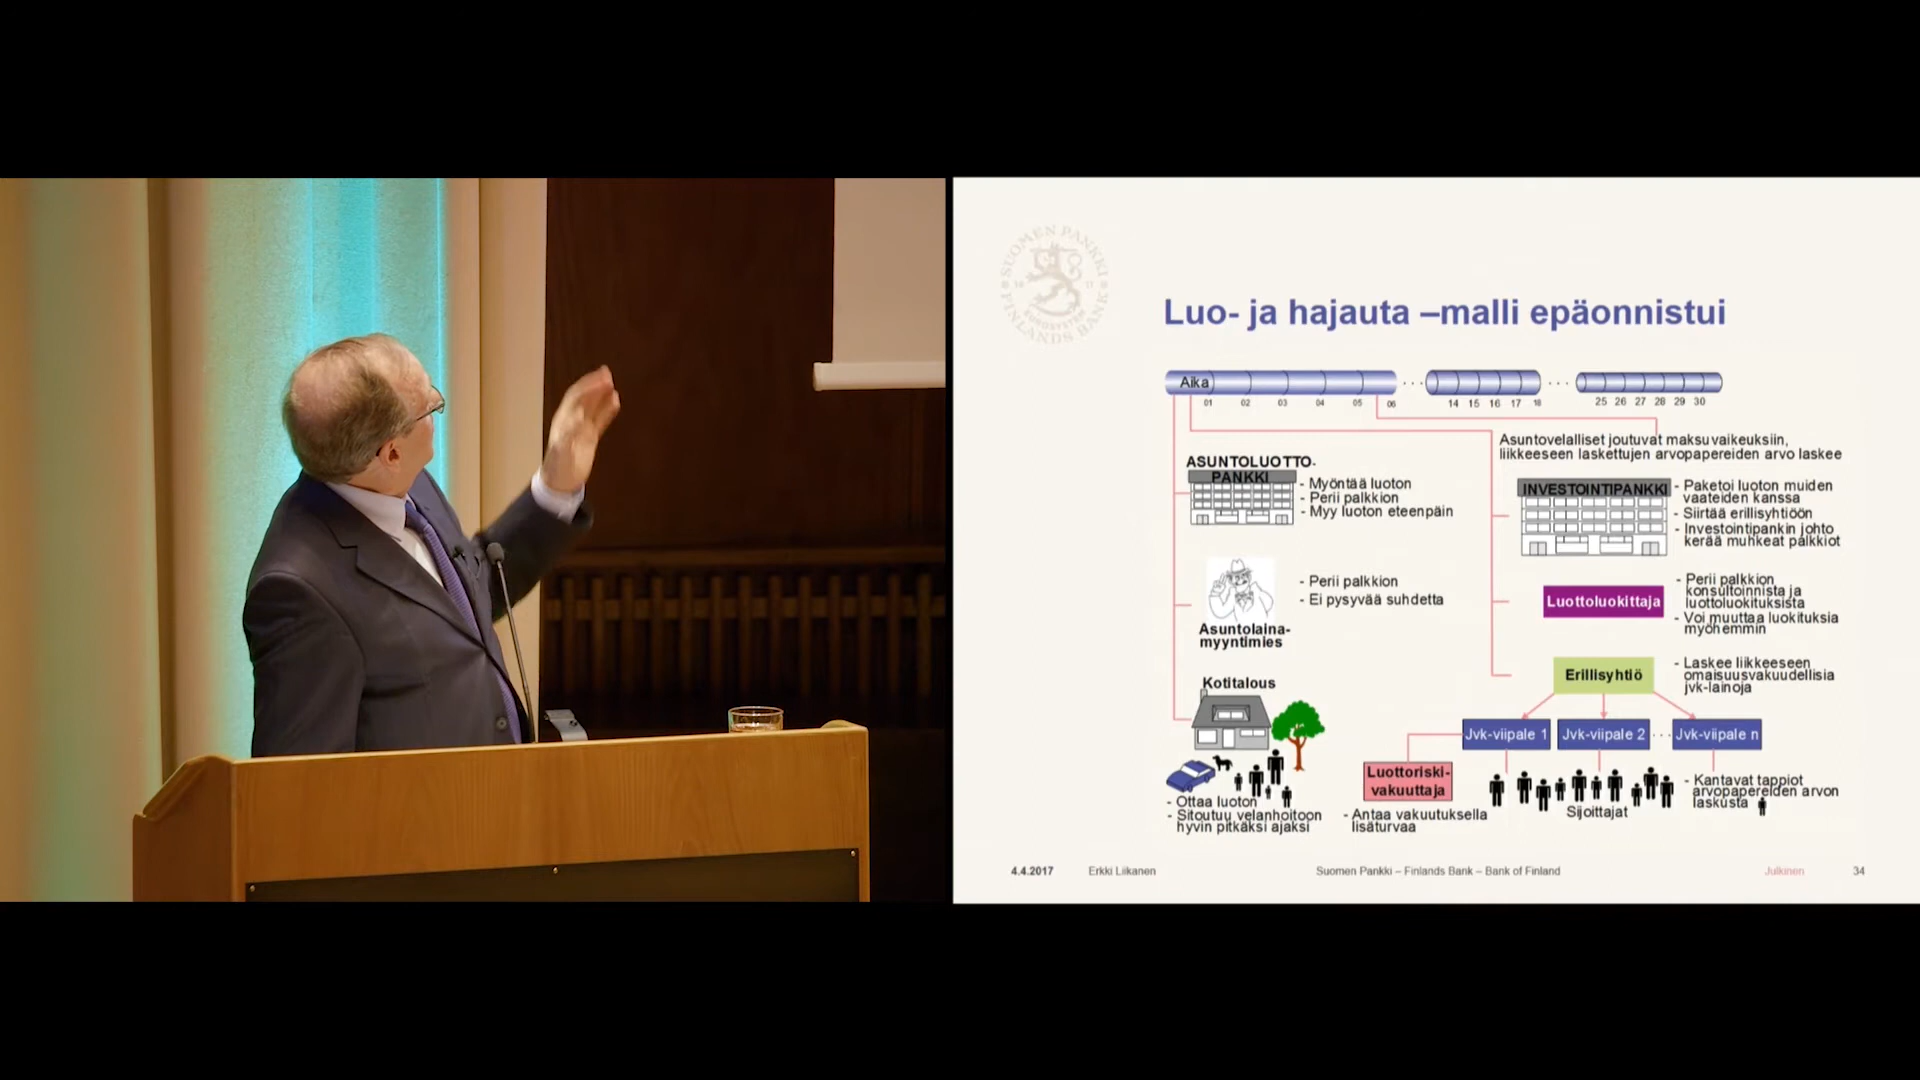 SUOMEN PANKKI
FINLANDS BANK
EUROSYSTEM
Luo- ja hajauta –malli epäonnistui
Aika
01 02 03 04 05 06 14 15 16 17 18 25 26 27 28 29 30
Asuntovelalliset joutuvat maksuvaikeuksiin,
liikkeeseen laskettujen arvopapereiden arvo laskee
ASUNTOLUOTTO-
PANKKI
- Myöntää luoton
- Perii palkkion
- Myy luoton eteenpäin
INVESTOINTIPANKKI
- Paketoi luoton muiden
vaateiden kanssa
- Siirtää erillisyhtiöön
- Investointipankin johto
kerää muhkeat palkkiot
- Perii palkkion
- Ei pysyvää suhdetta
Asuntolaina-
myyntimies
Luottoluokittaja
- Perii palkkion
konsultoinnista ja
luottoluokituksista
- Voi muuttaa luokituksia
myöhemmin
Kotitalous
- Ottaa luoton
- Sitoutuu velanhoitoon
hyvin pitkäksi ajaksi
Erillisyhtiö
- Laskee liikkeeseen
omaisuusvakuudellisia
jvk-lainoja
Jvk-viipale 1
Jvk-viipale 2
Jvk-viipale n
Luottoriski-
vakuuttaja
- Antaa vakuutuksella
lisäturvaa
Sijoittajat
- Kantavat tappiot
arvopapereiden arvon
laskusta
4.4.2017 Erkki Liikanen Suomen Pankki – Finlands Bank – Bank of Finland Julkinen 34